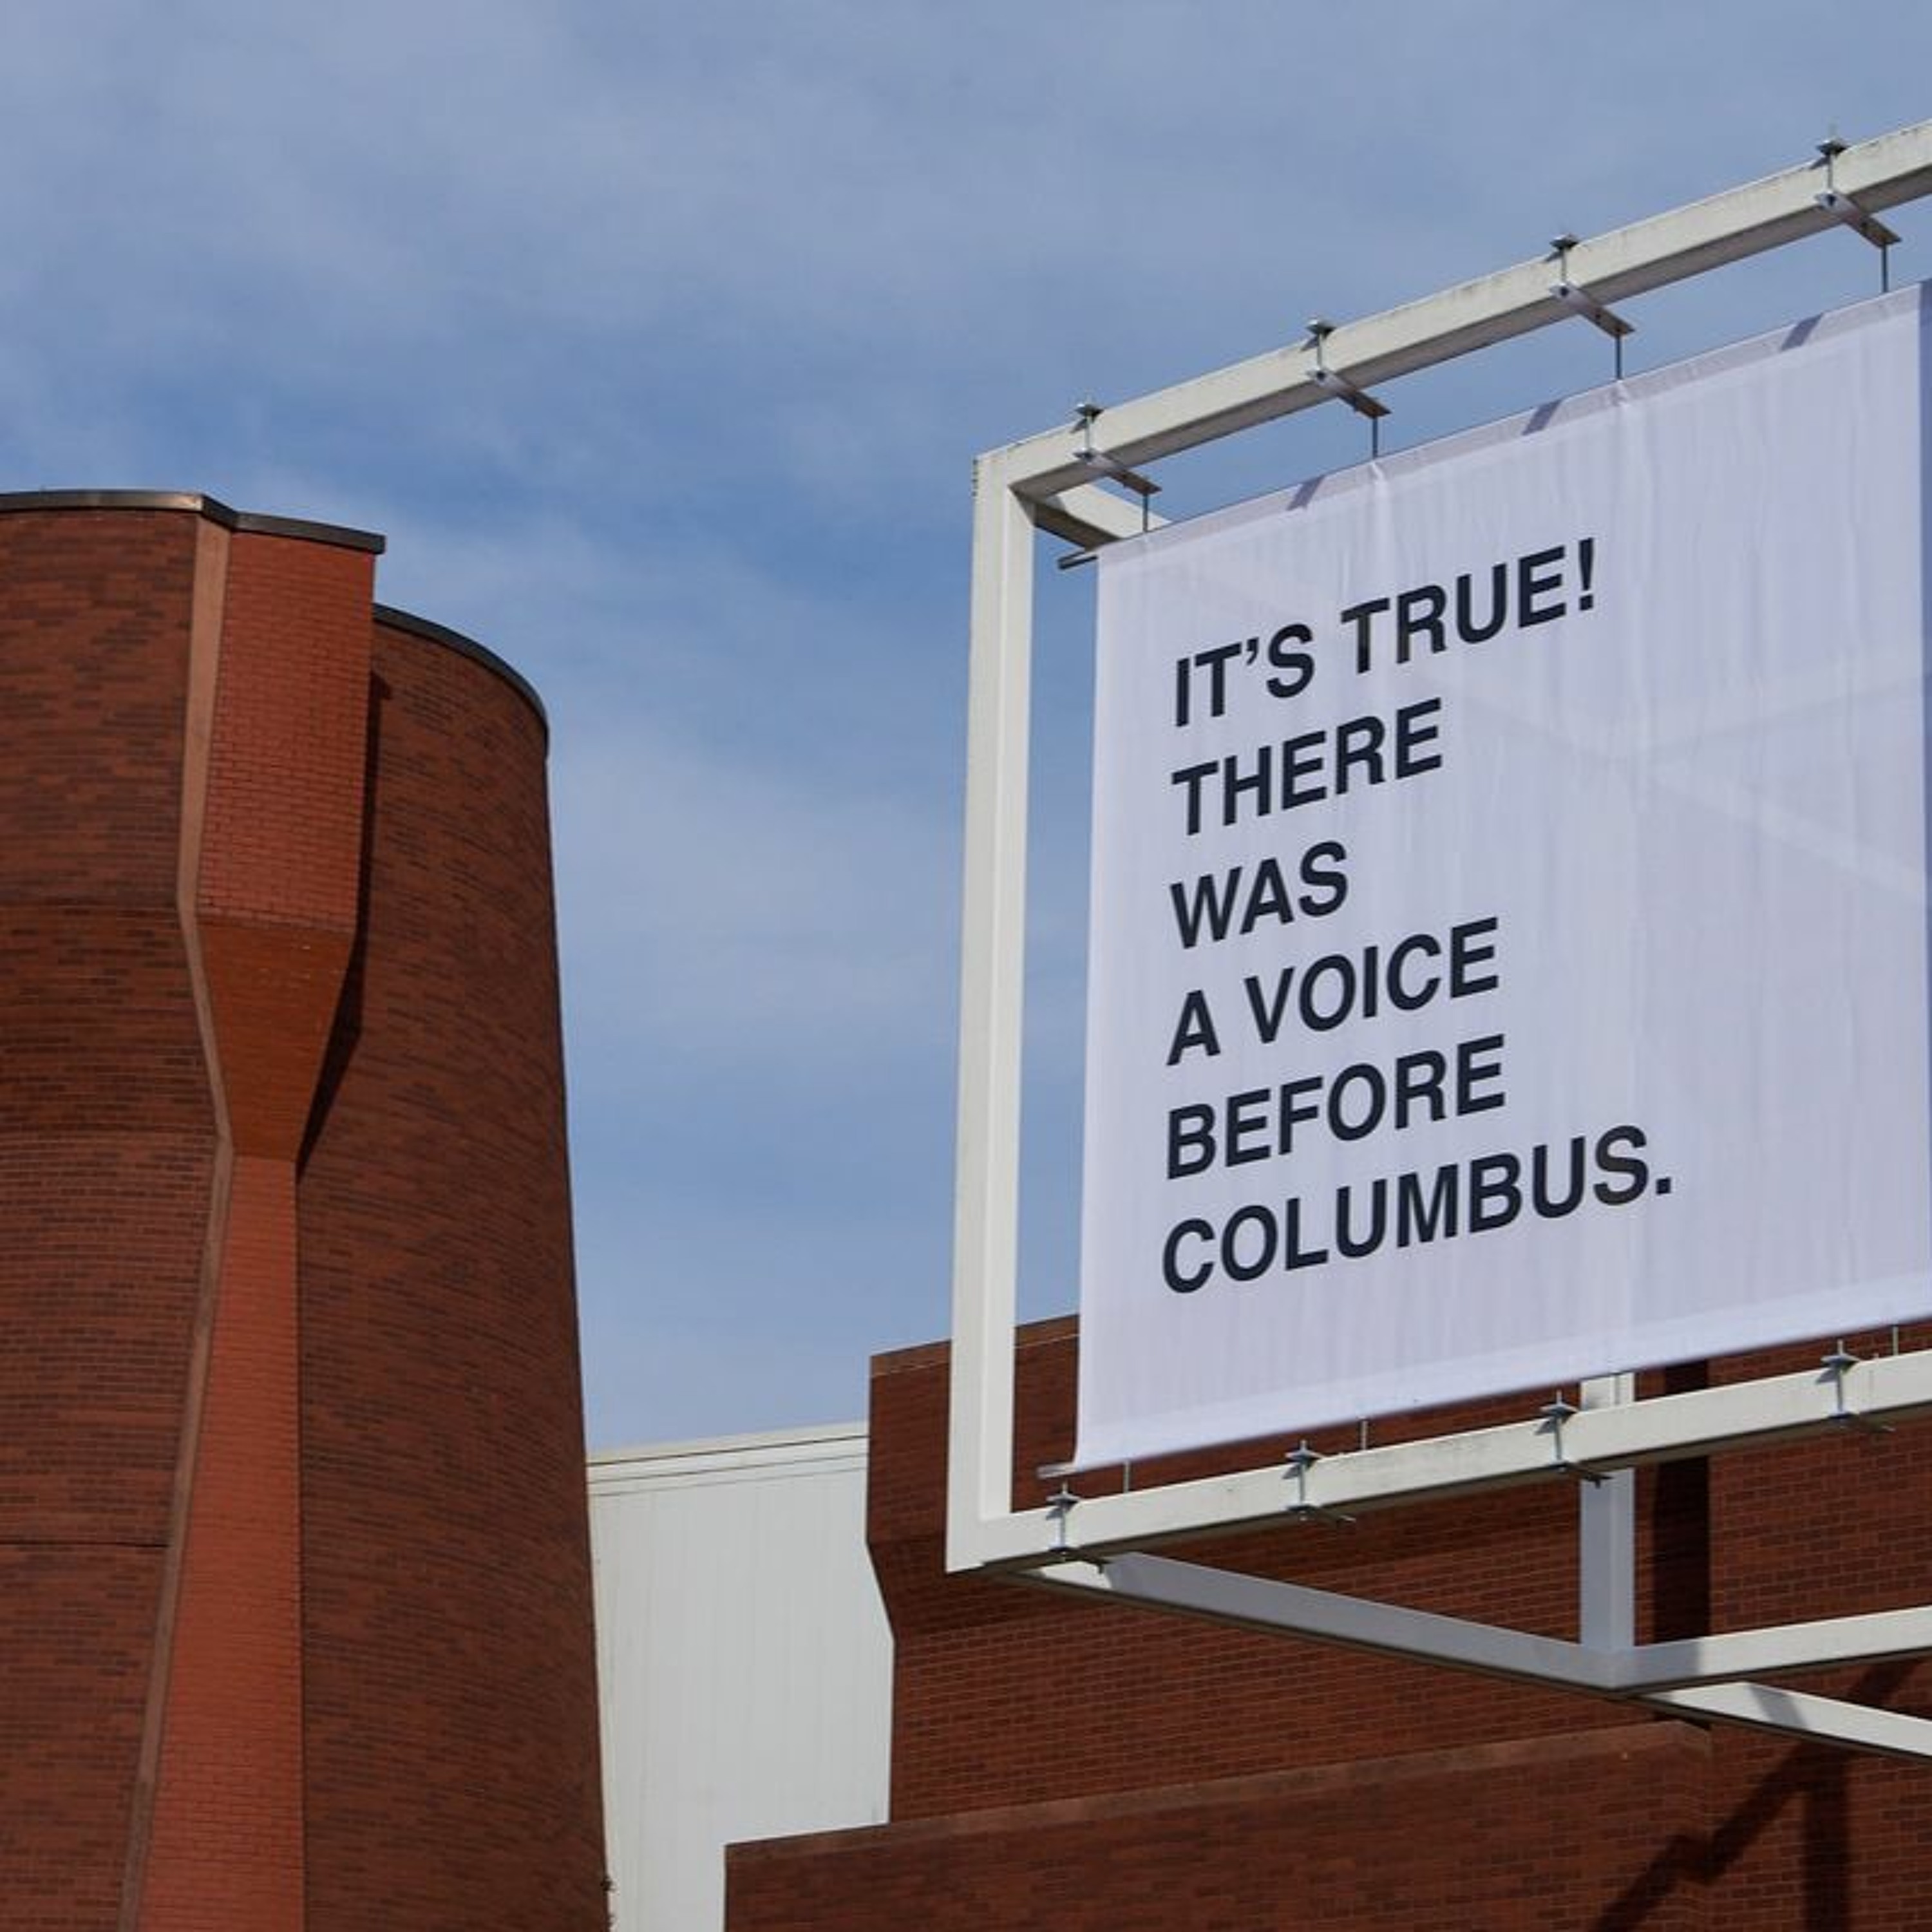 IT’S TRUE!
THERE
WAS
A VOICE
BEFORE
COLUMBUS.